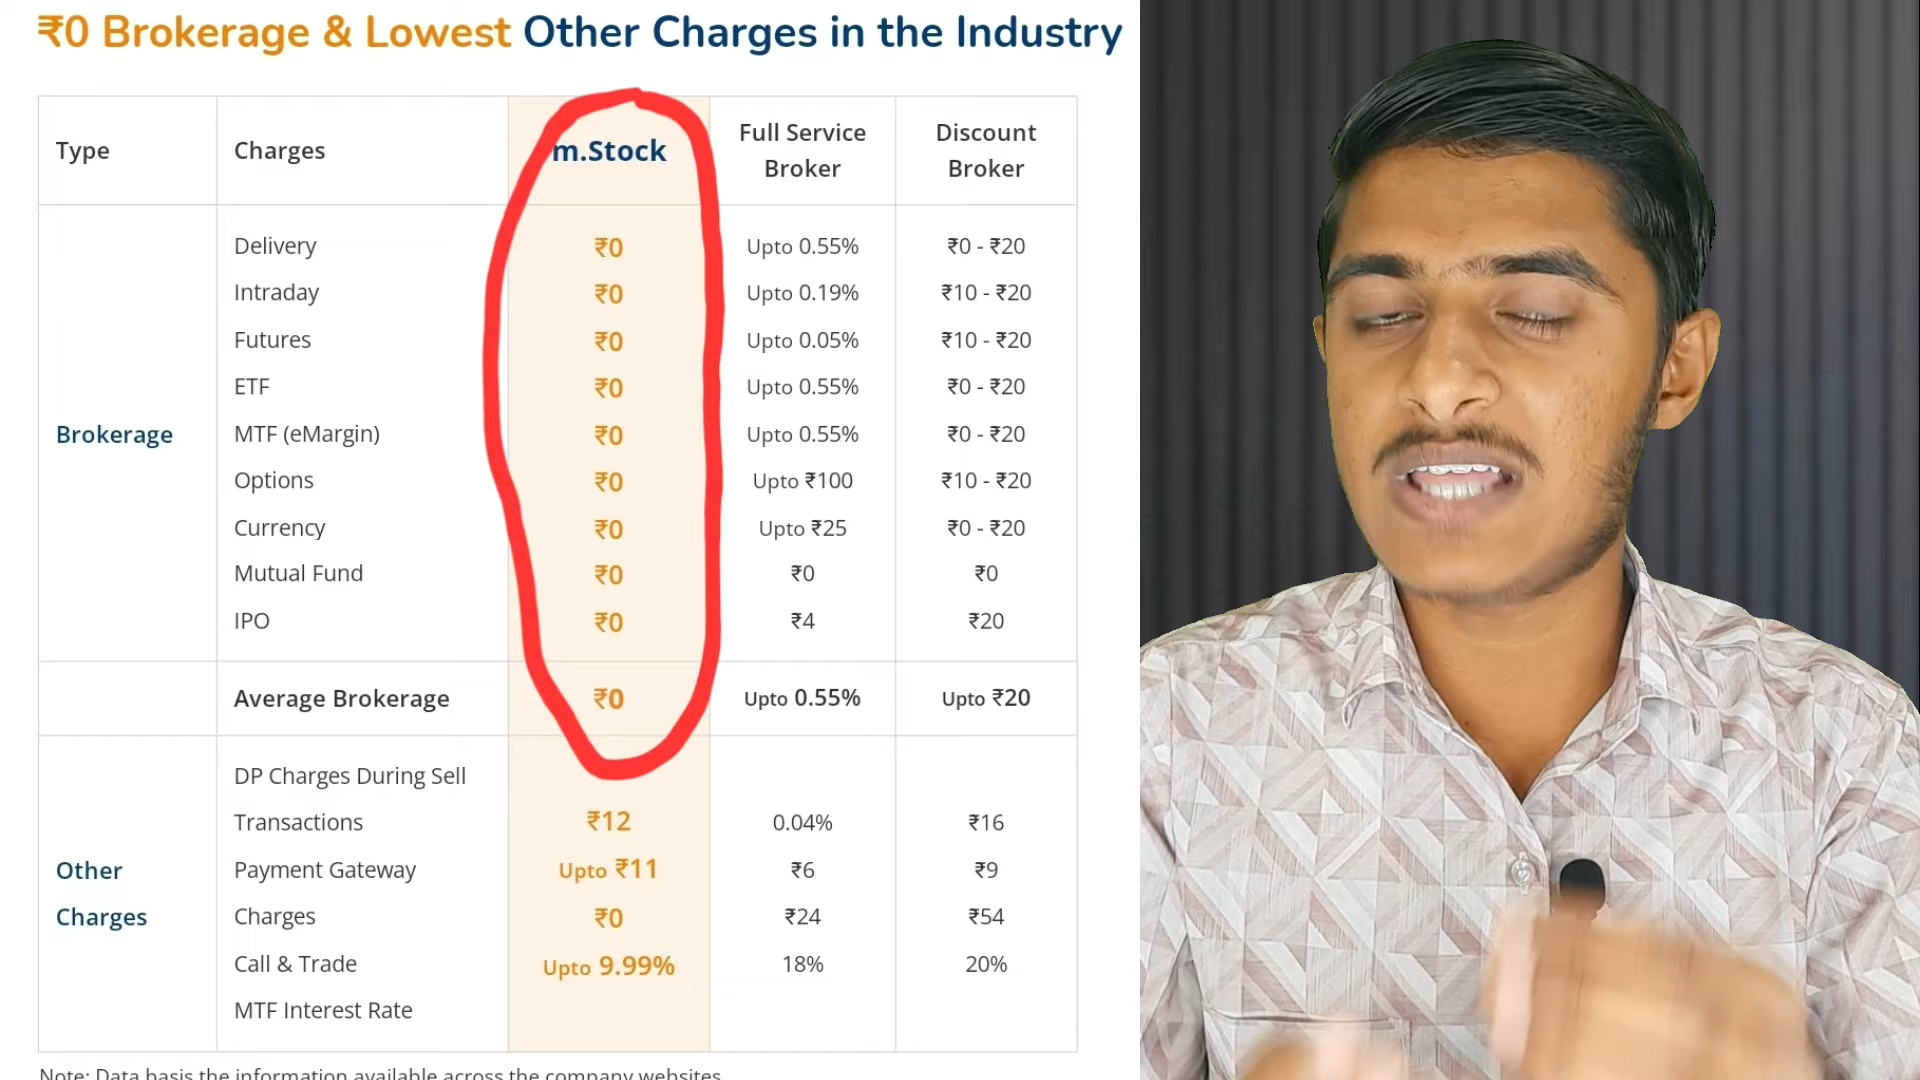 ₹0 Brokerage & Lowest Other Charges in the Industry
Type Charges m.Stock Full Service Broker Discount Broker
Delivery ₹0 Upto 0.55% ₹0 - ₹20
Intraday ₹0 Upto 0.19% ₹10 - ₹20
Futures ₹0 Upto 0.05% ₹10 - ₹20
ETF ₹0 Upto 0.55% ₹0 - ₹20
Brokerage MTF (eMargin) ₹0 Upto 0.55% ₹0 - ₹20
Options ₹0 Upto ₹100 ₹10 - ₹20
Currency ₹0 Upto ₹25 ₹0 - ₹20
Mutual Fund ₹0 ₹0 ₹0
IPO ₹0 ₹4 ₹20
Average Brokerage ₹0 Upto 0.55% Upto ₹20
DP Charges During Sell
Transactions ₹12 0.04% ₹16
Other Payment Gateway Upto ₹11 ₹6 ₹9
Charges Charges ₹0 ₹24 ₹54
Call & Trade Upto 9.99% 18% 20%
MTF Interest Rate
Note: Data basis the information available across the company websites